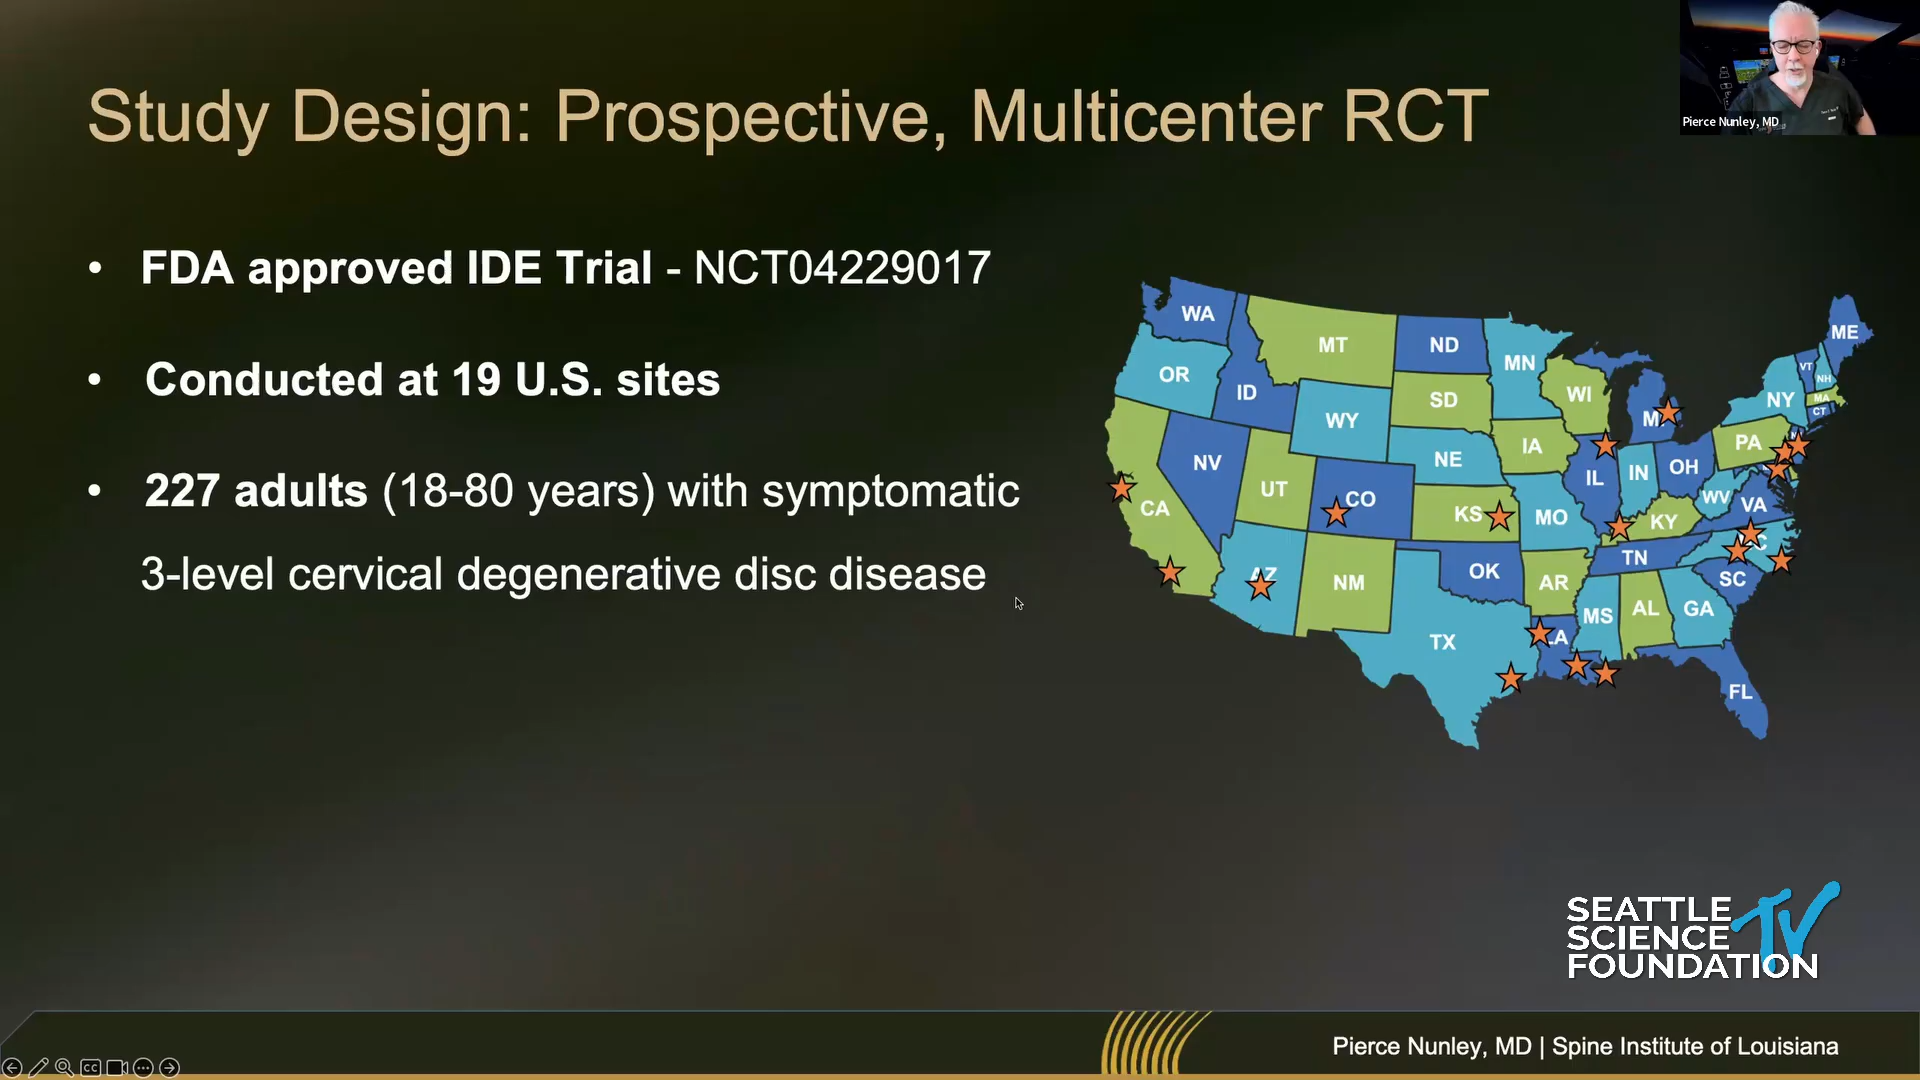 Study Design: Prospective, Multicenter RCT
Pierce Nunley, MD
• FDA approved IDE Trial - NCT04229017
• Conducted at 19 U.S. sites
• 227 adults (18-80 years) with symptomatic
3-level cervical degenerative disc disease
WA
MT
ND
MN
ME
OR
ID
SD
WI
VT
NH
NY
MA
CT
WY
IA
PA
NV
NE
IL
IN
OH
UT
CO
CA
KS
MO
WV
VA
KY
TN
AZ
NM
OK
AR
SC
MS
AL
GA
TX
FL
SEATTLE
SCIENCE
FOUNDATION
TV
Pierce Nunley, MD | Spine Institute of Louisiana
CC